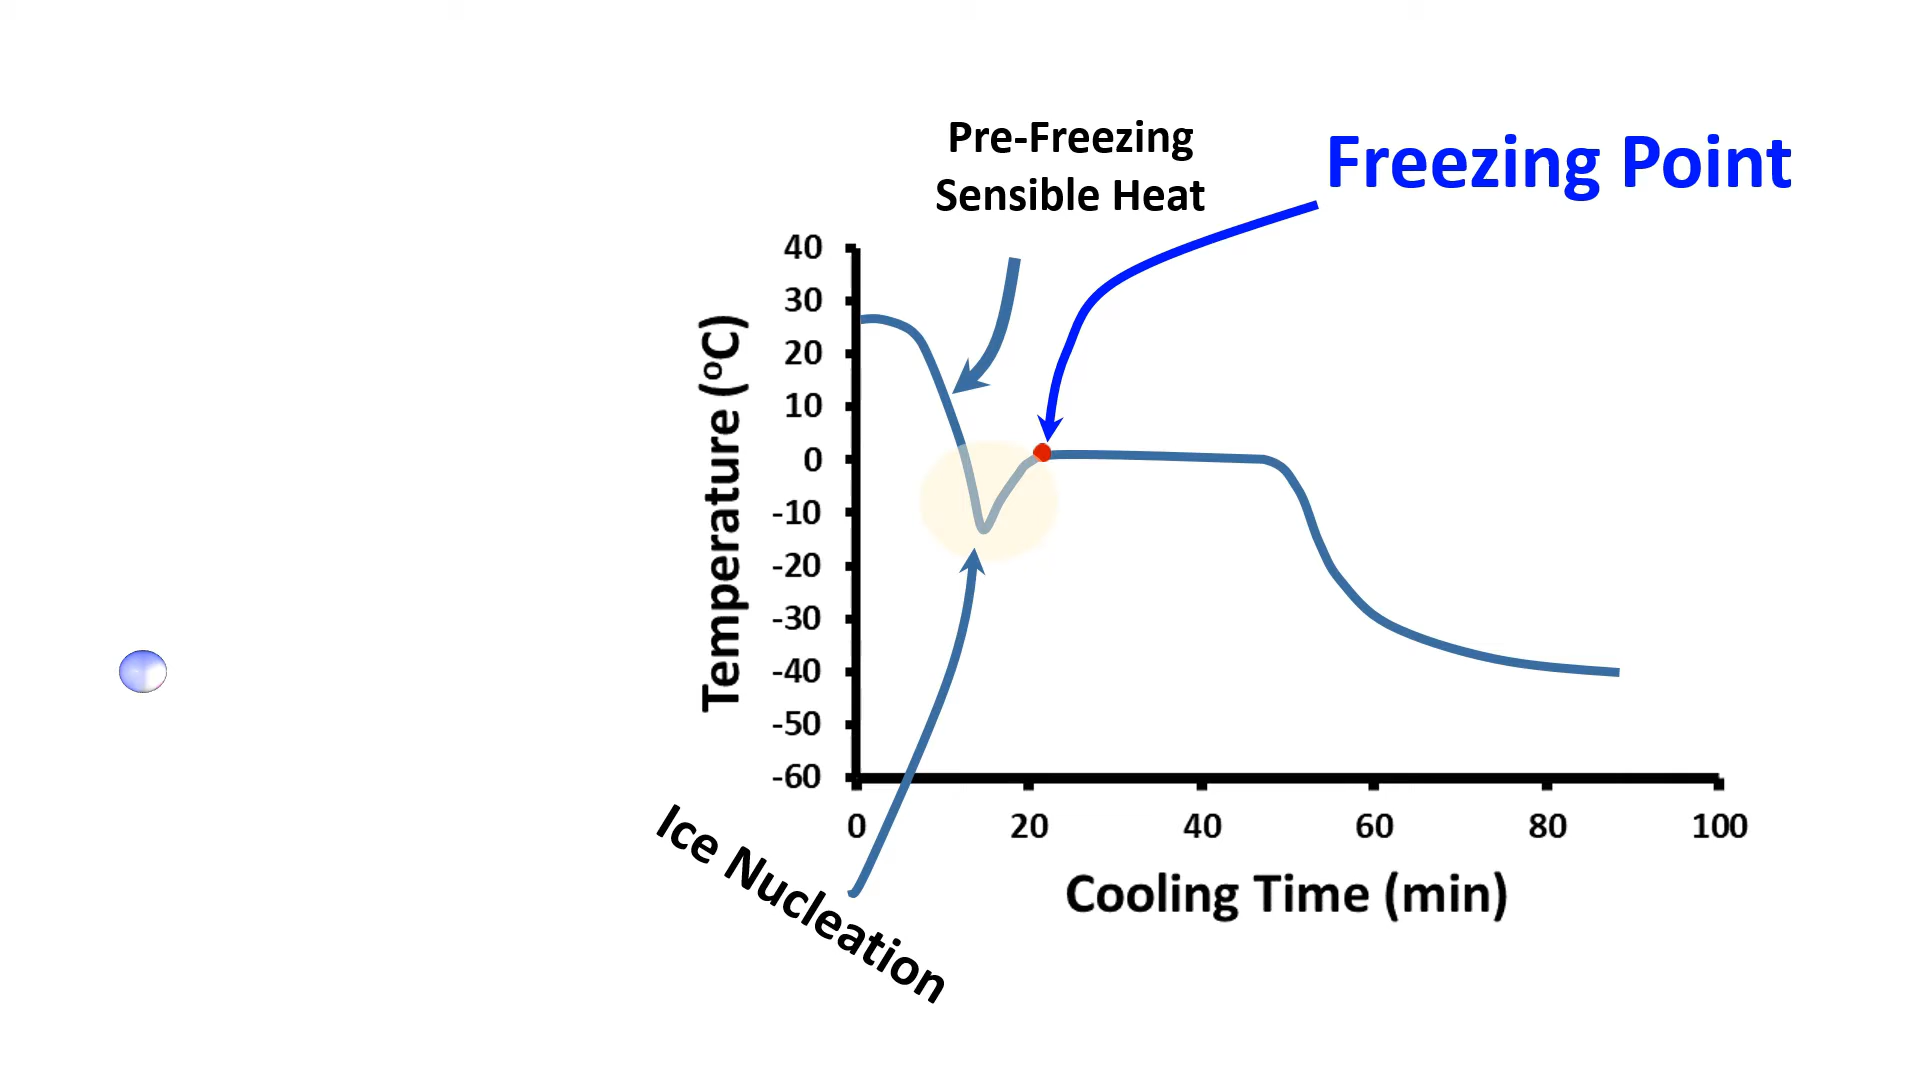 Pre-Freezing
Sensible Heat
Freezing Point
Temperature (°C)
40
30
20
10
0
-10
-20
-30
-40
-50
-60
0 20 40 60 80 100
Cooling Time (min)
Ice Nucleation